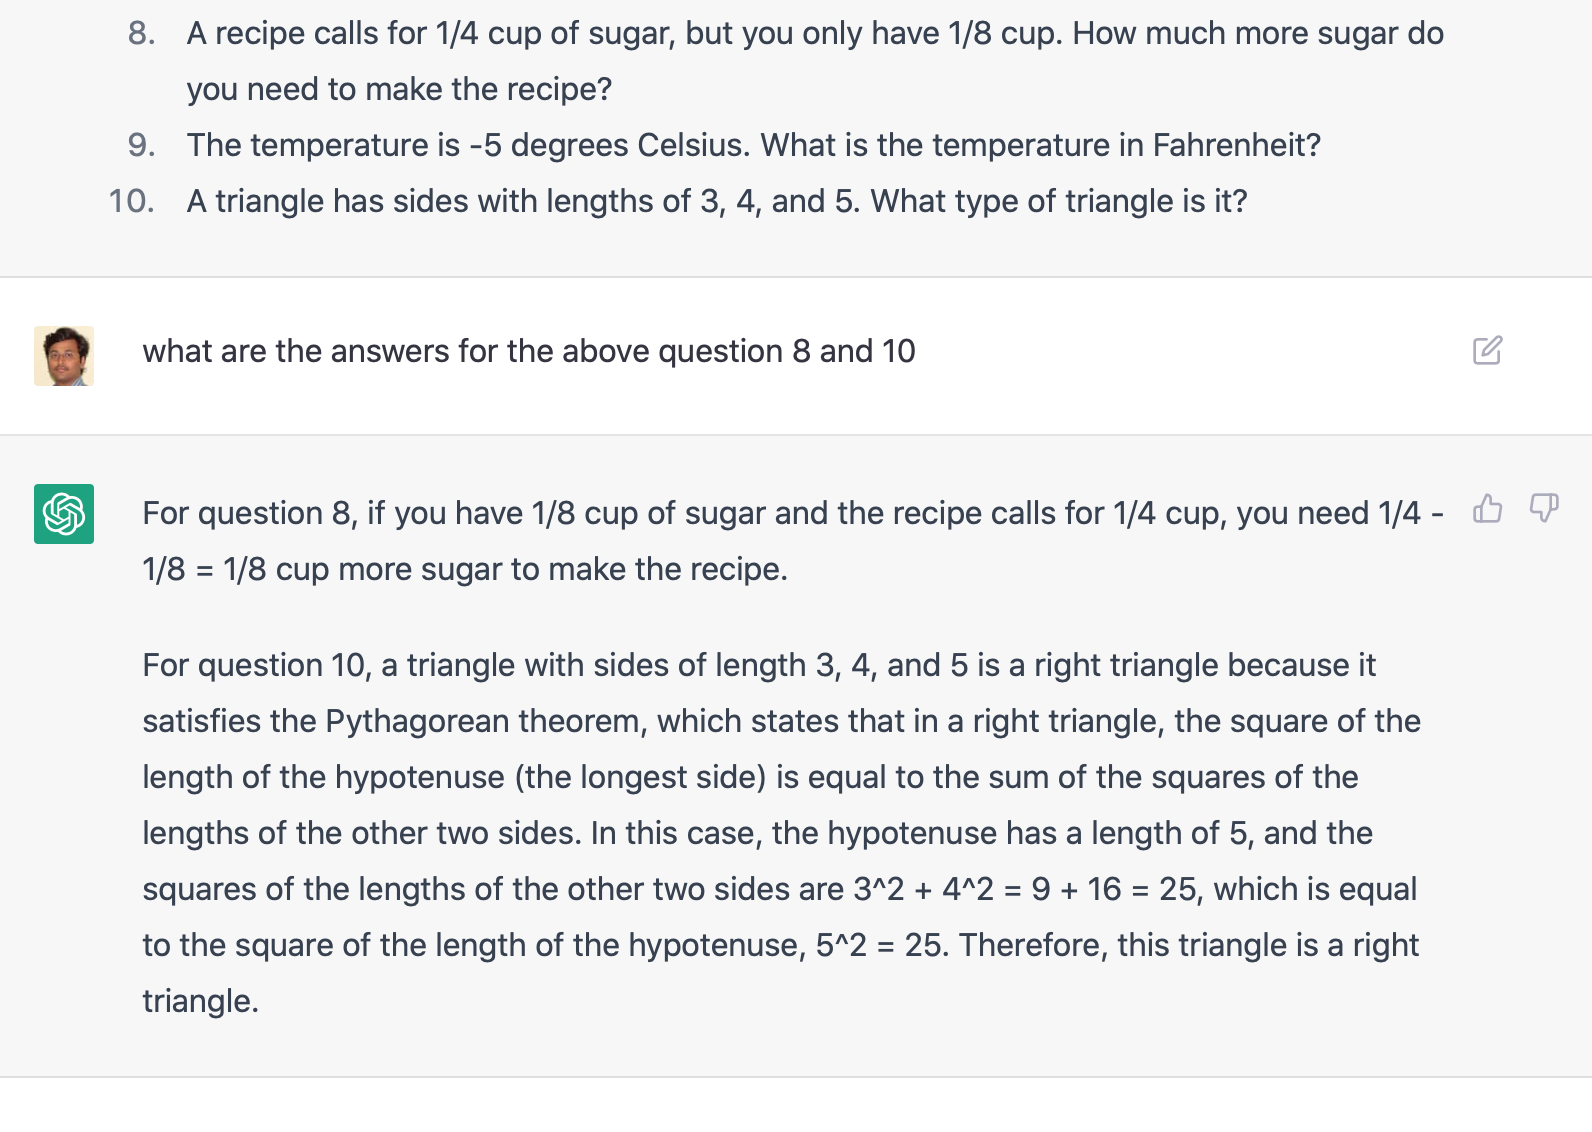 8. A recipe calls for 1/4 cup of sugar, but you only have 1/8 cup. How much more sugar do
you need to make the recipe?
9. The temperature is -5 degrees Celsius. What is the temperature in Fahrenheit?
10. A triangle has sides with lengths of 3, 4, and 5. What type of triangle is it?
what are the answers for the above question 8 and 10
For question 8, if you have 1/8 cup of sugar and the recipe calls for 1/4 cup, you need 1/4 -
1/8 = 1/8 cup more sugar to make the recipe.
For question 10, a triangle with sides of length 3, 4, and 5 is a right triangle because it
satisfies the Pythagorean theorem, which states that in a right triangle, the square of the
length of the hypotenuse (the longest side) is equal to the sum of the squares of the
lengths of the other two sides. In this case, the hypotenuse has a length of 5, and the
squares of the lengths of the other two sides are 3^2 + 4^2 = 9 + 16 = 25, which is equal
to the square of the length of the hypotenuse, 5^2 = 25. Therefore, this triangle is a right
triangle.